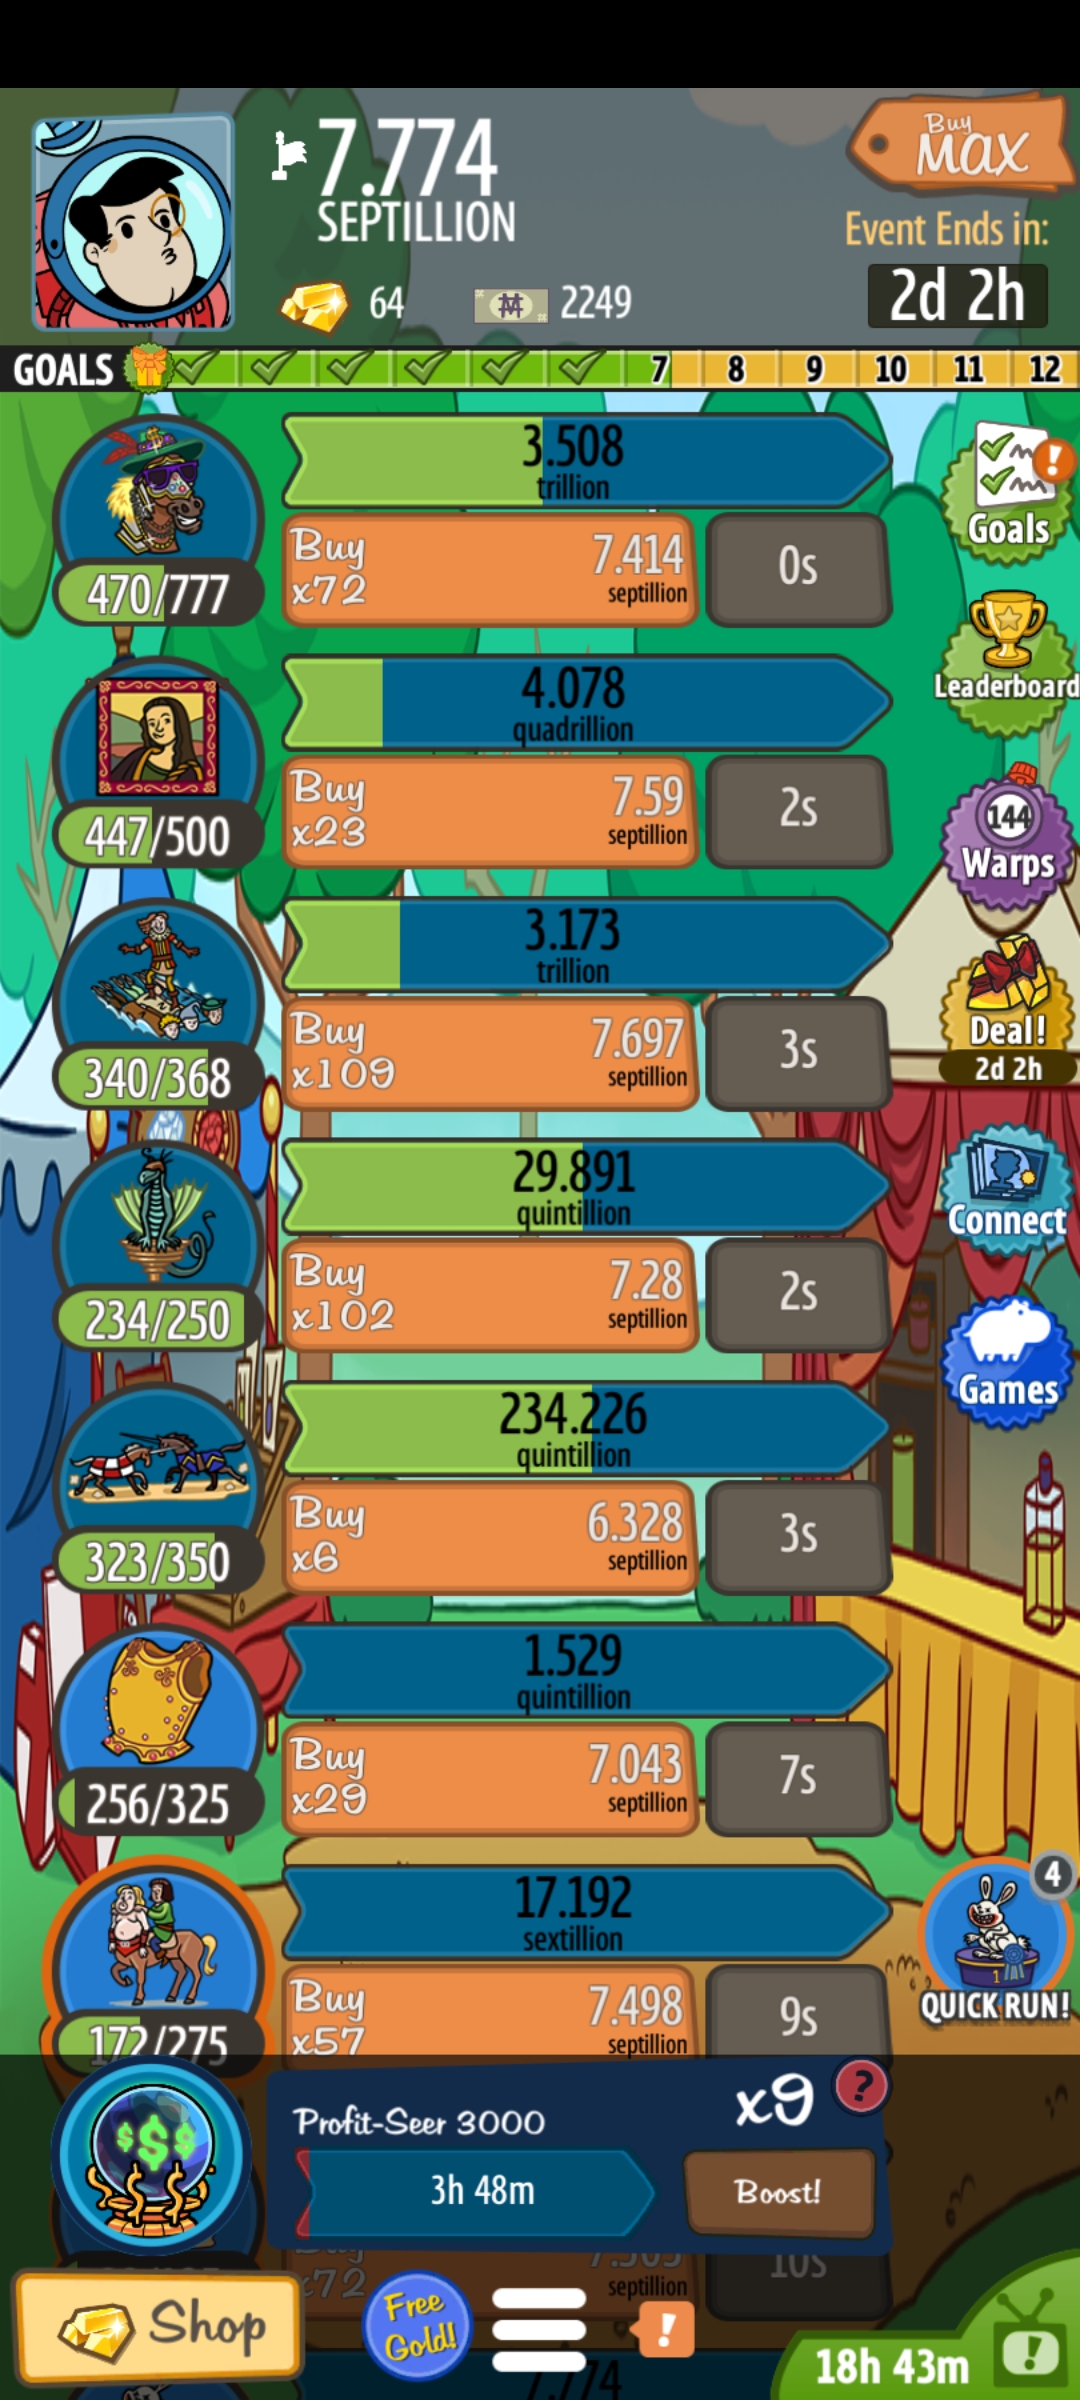 7.774
SEPTILLION
Buy
MAX
Event Ends in:
2d 2h
64
2249
GOALS
7 8 9 10 11 12
3.508
trillion
470/777
Buy
x72
7.414
septillion
0s
Goals
4.078
quadrillion
447/500
Buy
x23
7.59
septillion
2s
Leaderboard
144
Warps
3.173
trillion
340/368
Buy
x109
7.697
septillion
3s
Deal!
2d 2h
29.891
quintillion
234/250
Buy
x102
7.28
septillion
2s
Connect
Games
234.226
quintillion
323/350
Buy
x6
6.328
septillion
3s
1.529
quintillion
256/325
Buy
x29
7.043
septillion
7s
17.192
sextillion
172/275
Buy
x57
7.498
septillion
9s
4
1
QUICK RUN!
$$$
Profit-Seer 3000
x9
?
3h 48m
Boost!
Buy
x72
septillion
10s
Shop
Free
Gold!
!
7.774
18h 43m
!